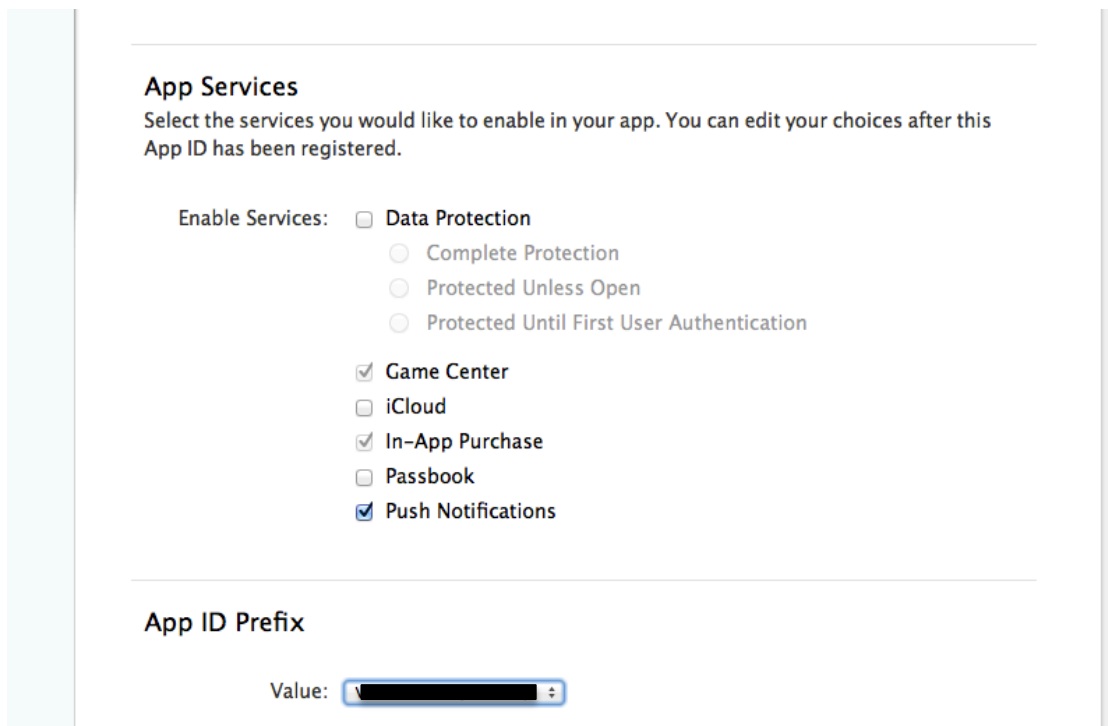 App Services
Select the services you would like to enable in your app. You can edit your choices after this
App ID has been registered.
Enable Services: Data Protection
Complete Protection
Protected Unless Open
Protected Until First User Authentication
Game Center
iCloud
In-App Purchase
Passbook
Push Notifications
App ID Prefix
Value: